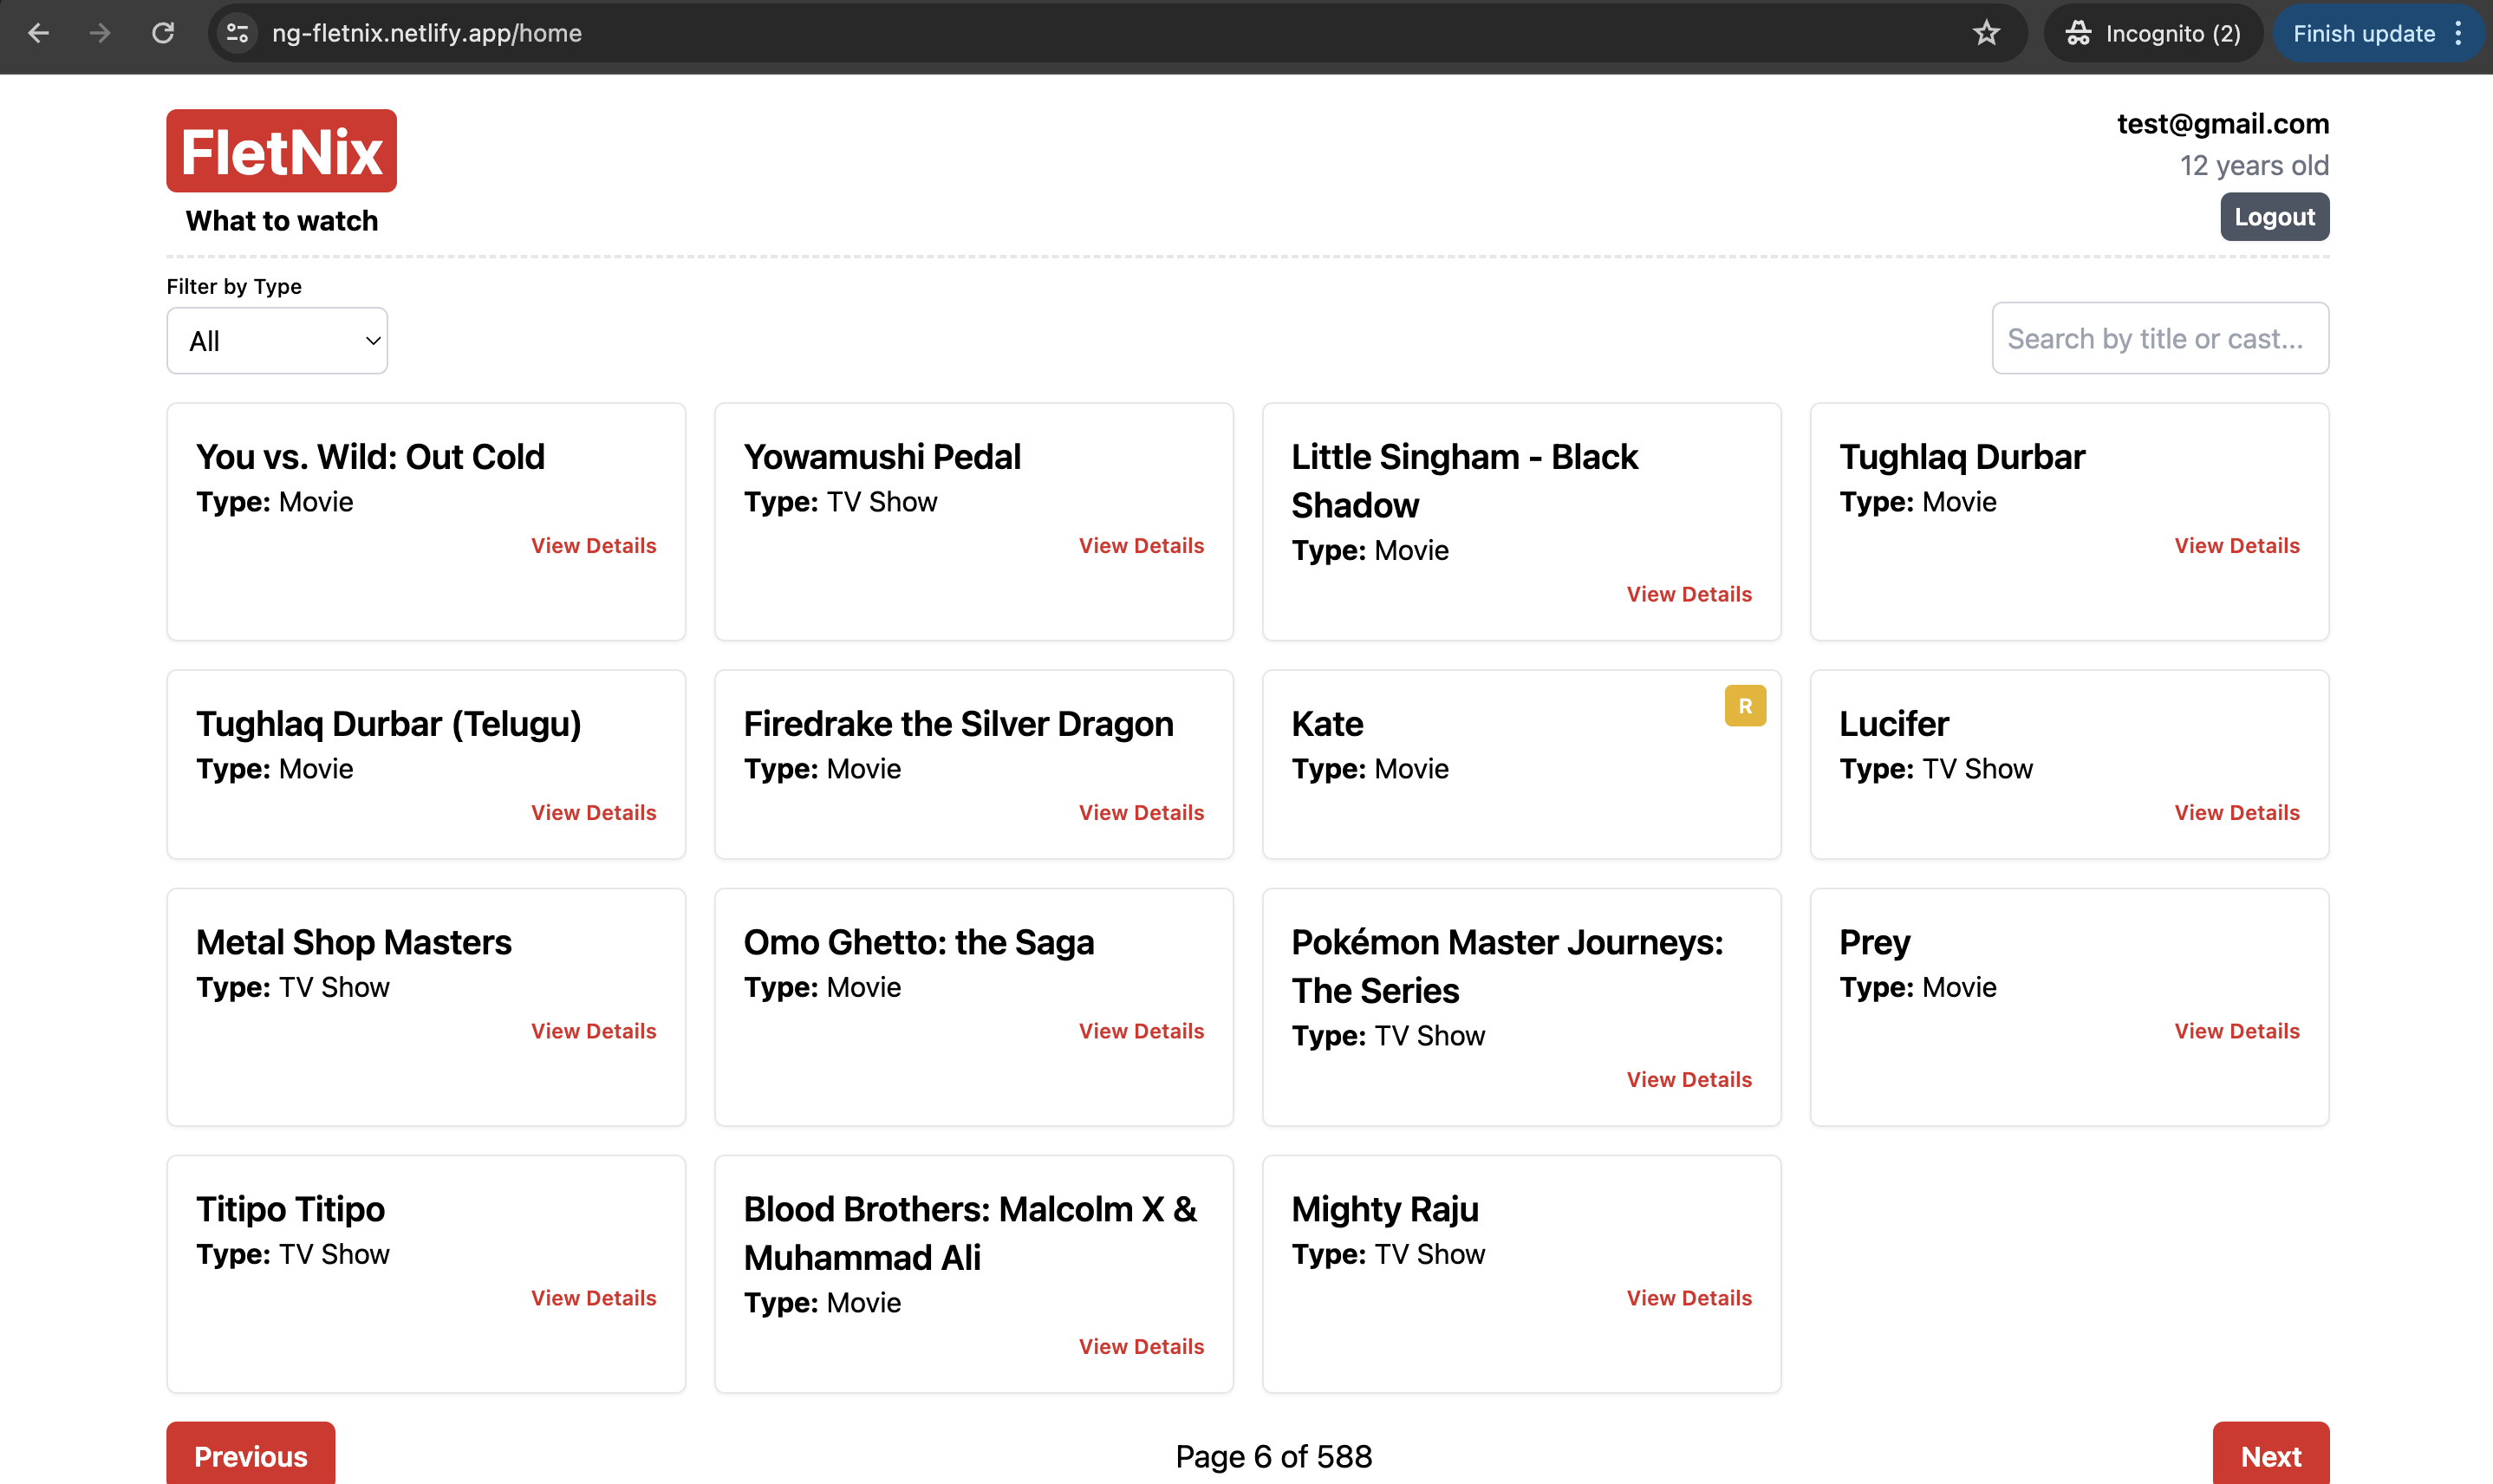 ng-fletnix.netlify.app/home
Incognito (2)
Finish update
FletNix
What to watch
test@gmail.com
12 years old
Logout
Filter by Type
All
Search by title or cast...
You vs. Wild: Out Cold
Type: Movie
View Details
Yowamushi Pedal
Type: TV Show
View Details
Little Singham - Black
Shadow
Type: Movie
View Details
Tughlaq Durbar
Type: Movie
View Details
Tughlaq Durbar (Telugu)
Type: Movie
View Details
Firedrake the Silver Dragon
Type: Movie
View Details
Kate
R
Type: Movie
Lucifer
Type: TV Show
View Details
Metal Shop Masters
Type: TV Show
View Details
Omo Ghetto: the Saga
Type: Movie
View Details
Pokémon Master Journeys:
The Series
Type: TV Show
View Details
Prey
Type: Movie
View Details
Titipo Titipo
Type: TV Show
View Details
Blood Brothers: Malcolm X &
Muhammad Ali
Type: Movie
View Details
Mighty Raju
Type: TV Show
View Details
Previous
Page 6 of 588
Next